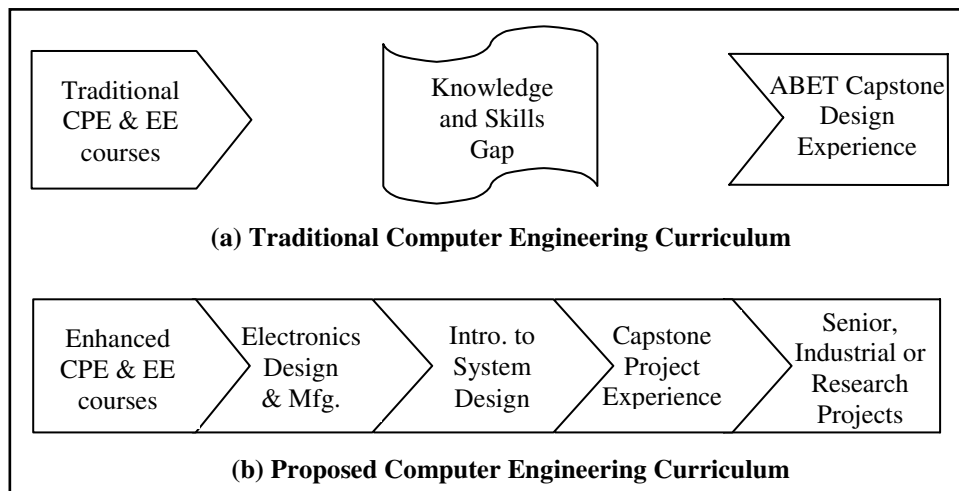 Traditional
CPE & EE
courses
Knowledge
and Skills
Gap
ABET Capstone
Design
Experience
(a) Traditional Computer Engineering Curriculum
Enhanced
CPE & EE
courses
Electronics
Design
& Mfg.
Intro. to
System
Design
Capstone
Project
Experience
Senior,
Industrial or
Research
Projects
(b) Proposed Computer Engineering Curriculum